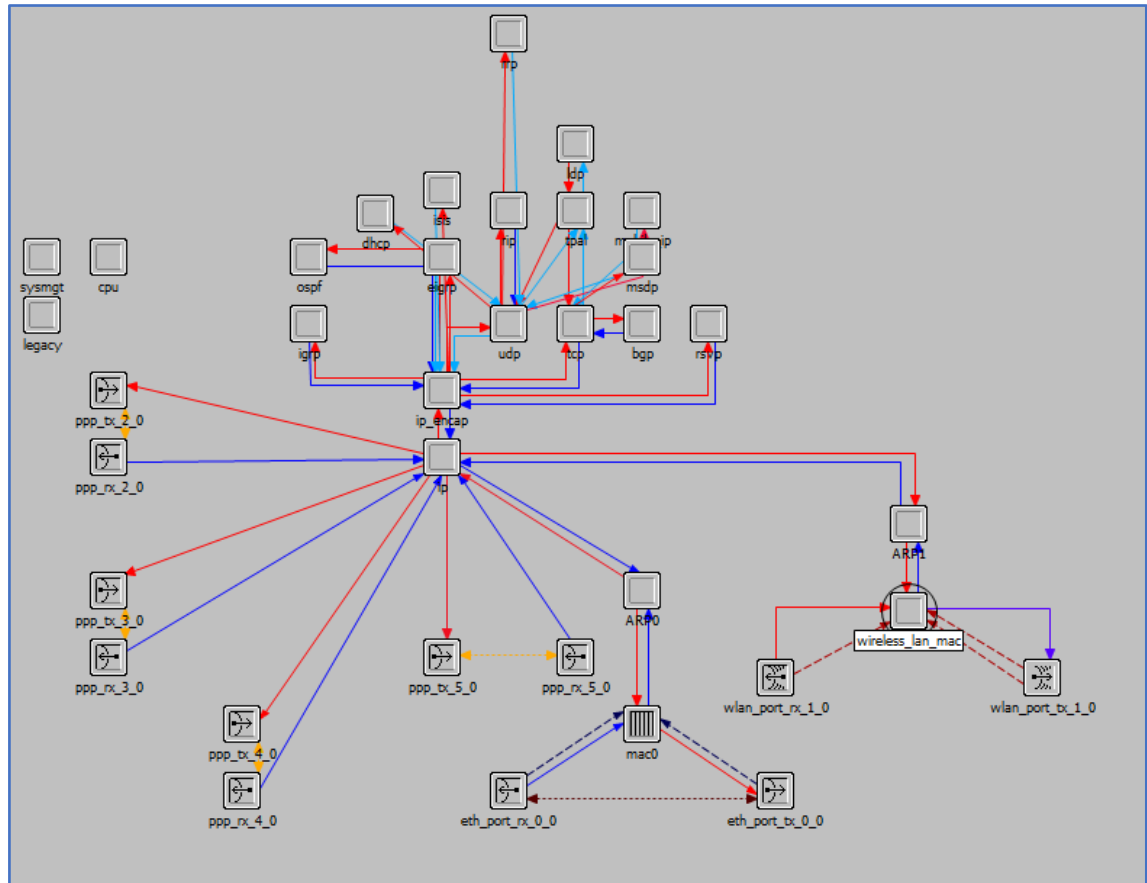 ldp
isis
dhcp
rip
tpal
ospf
eigrp
msdp
sysmgt
cpu
legacy
igrp
udp
tcp
bgp
rsvp
ppp_tx_2_0
ip_encap
ppp_rx_2_0
ip
ARP1
ppp_tx_3_0
ARP0
wireless_lan_mac
ppp_rx_3_0
ppp_tx_5_0
ppp_rx_5_0
wlan_port_rx_1_0
wlan_port_tx_1_0
ppp_tx_4_0
mac0
ppp_rx_4_0
eth_port_rx_0_0
eth_port_tx_0_0